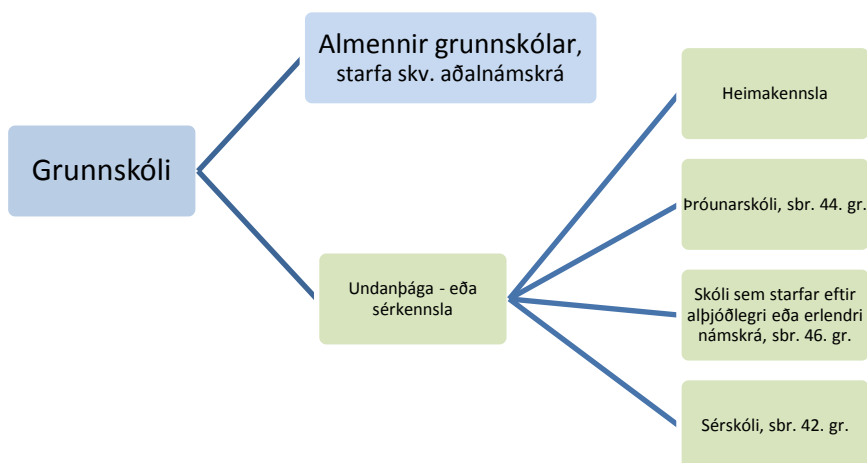 Grunnskóli
Almennir grunnskólar,
starfa skv. aðalnámskrá
Undanþága - eða
sérkennsla
Heimakennsla
Þróunarskóli, sbr. 44. gr.
Skóli sem starfar eftir
alþjóðlegri eða erlendri
námskrá, sbr. 46. gr.
Sérskóli, sbr. 42. gr.